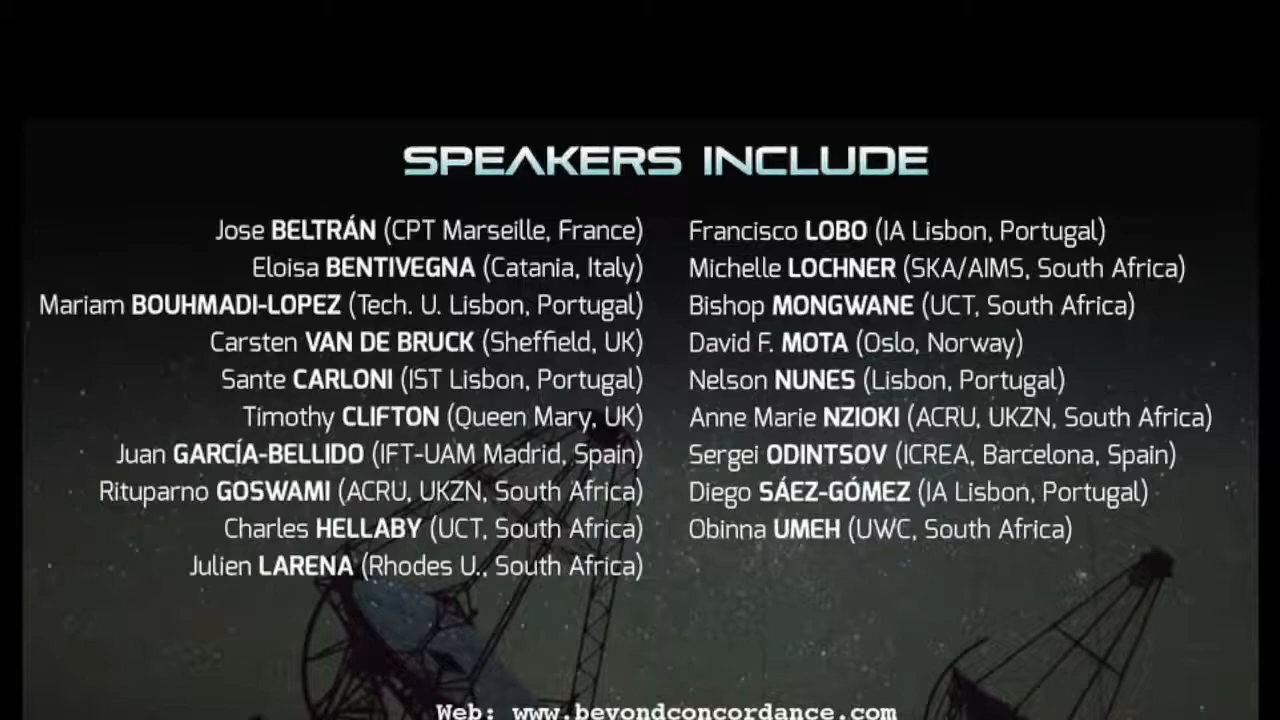 SPEAKERS INCLUDE
Jose BELTRÁN (CPT Marseille, France)
Eloisa BENTIVEGNA (Catania, Italy)
Mariam BOUHMADI-LOPEZ (Tech. U. Lisbon, Portugal)
Carsten VAN DE BRUCK (Sheffield, UK)
Sante CARLONI (IST Lisbon, Portugal)
Timothy CLIFTON (Queen Mary, UK)
Juan GARCÍA-BELLIDO (IFT-UAM Madrid, Spain)
Rituparno GOSWAMI (ACRU, UKZN, South Africa)
Charles HELLABY (UCT, South Africa)
Julien LARENA (Rhodes U., South Africa)
Francisco LOBO (IA Lisbon, Portugal)
Michelle LOCHNER (SKA/AIMS, South Africa)
Bishop MONGWANE (UCT, South Africa)
David F. MOTA (Oslo, Norway)
Nelson NUNES (Lisbon, Portugal)
Anne Marie NZIOKI (ACRU, UKZN, South Africa)
Sergei ODINTSOV (ICREA, Barcelona, Spain)
Diego SÁEZ-GÓMEZ (IA Lisbon, Portugal)
Obinna UMEH (UWC, South Africa)
Web: www.beyondconcordance.com